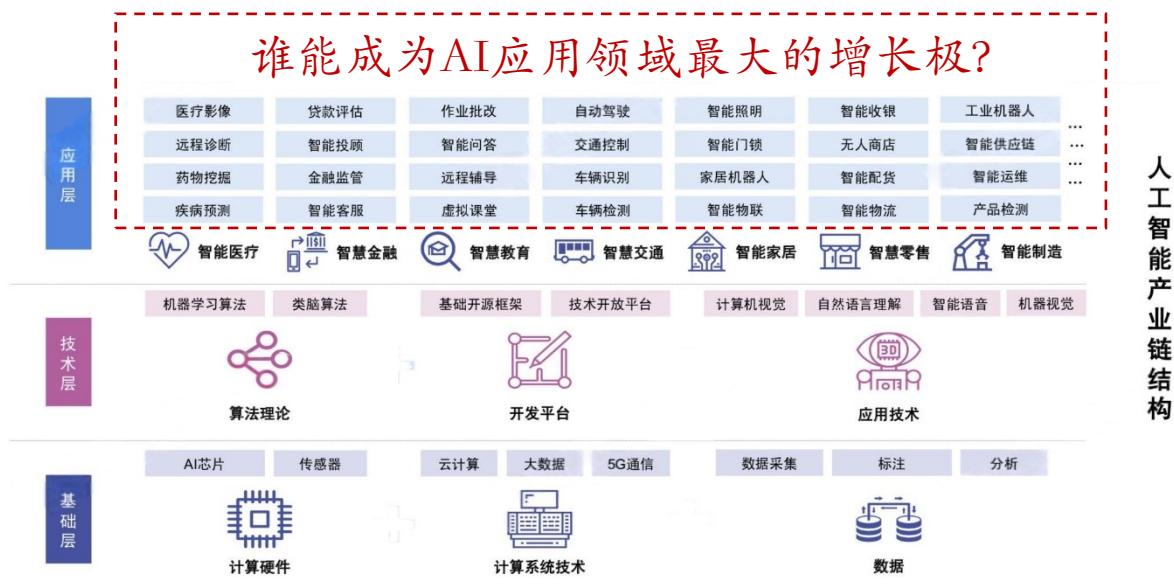 谁能成为AI应用领域最大的增长极?
应用层
医疗影像 贷款评估 作业批改 自动驾驶 智能照明 智能收银 工业机器人
远程诊断 智能投顾 智能问答 交通控制 智能门锁 无人商店 智能供应链
药物挖掘 金融监管 远程辅导 车辆识别 家居机器人 智能配货 智能运维
疾病预测 智能客服 虚拟课堂 车辆检测 智能物联 智能物流 产品检测
...
...
...
...
智能医疗 智慧金融 智慧教育 智慧交通 智能家居 智慧零售 智能制造
技术层
机器学习算法 类脑算法 基础开源框架 技术开放平台 计算机视觉 自然语言理解 智能语音 机器视觉
3D
算法理论 开发平台 应用技术
基础层
AI芯片 传感器 云计算 大数据 5G通信 数据采集 标注 分析
计算硬件 计算系统技术 数据
人工智能产业链结构